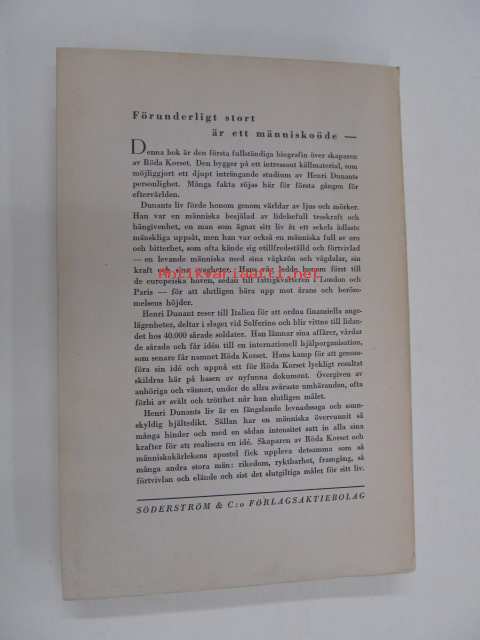 Förunderligt stort
är ett människoöde —
Denna bok är den första fullständiga biografin över skaparen
av Röda Korset. Den bygger på ett intressant källmaterial, som
möjliggjort ett djupt inträngande studium av Henri Dunants
personlighet. Många fakta röjas här för första gången för
eftervärlden.
Dunants liv förde honom genom världar av ljus och mörker.
Han var en människa besjälad av lidelsefull troskraft och
hängivenhet, en man som ägnat sitt liv åt ett sekels ädlaste
mänskliga uppsåt, men han var också en människa full av oro
och bitterhet, som ofta kände sig otillfredsställd och förtvivlad
— en levande människa med sina vågkrön och vågdalar, sin
kraft och sina svagheter. Hans väg ledde honom först till
de europeiska hoven, sedan till fattigkvarteren i London och
Paris — för att slutligen bära upp mot ärans och beröm-
melsens höjder.
Henri Dunant reser till Italien för att ordna finansiella ange-
lägenheter, deltar i slaget vid Solferino och blir vittne till lidan-
det hos 40.000 sårade soldater. Han lämnar sina affärer, vårdar
de sårade och får idén till en internationell hjälporganisation,
som senare får namnet Röda Korset. Hans kamp för att genom-
föra sin idé och uppnå ett för Röda Korset lyckligt resultat
skildras här på basen av nyfunna dokument. Övergiven av
anhöriga och vänner, under de allra svåraste umbäranden, ofta
förbi av svält och trötthet når han slutligen målet.
Henri Dunants liv är en fängslande levnadssaga och sann-
skyldig hjältedikt. Sällan har en människa övervunnit så
många hinder och med en sådan intensitet satt in alla sina
krafter för att realisera en idé. Skaparen av Röda Korset och
människokärlekens apostel fick uppleva detsamma som så
många andra stora män: rikedom, ryktbarhet, framgång, så
förtvivlan och elände och sist det slutgiltiga målet för sitt liv.
SÖDERSTRÖM & C:o FÖRLAGSAKTIEBOLAG